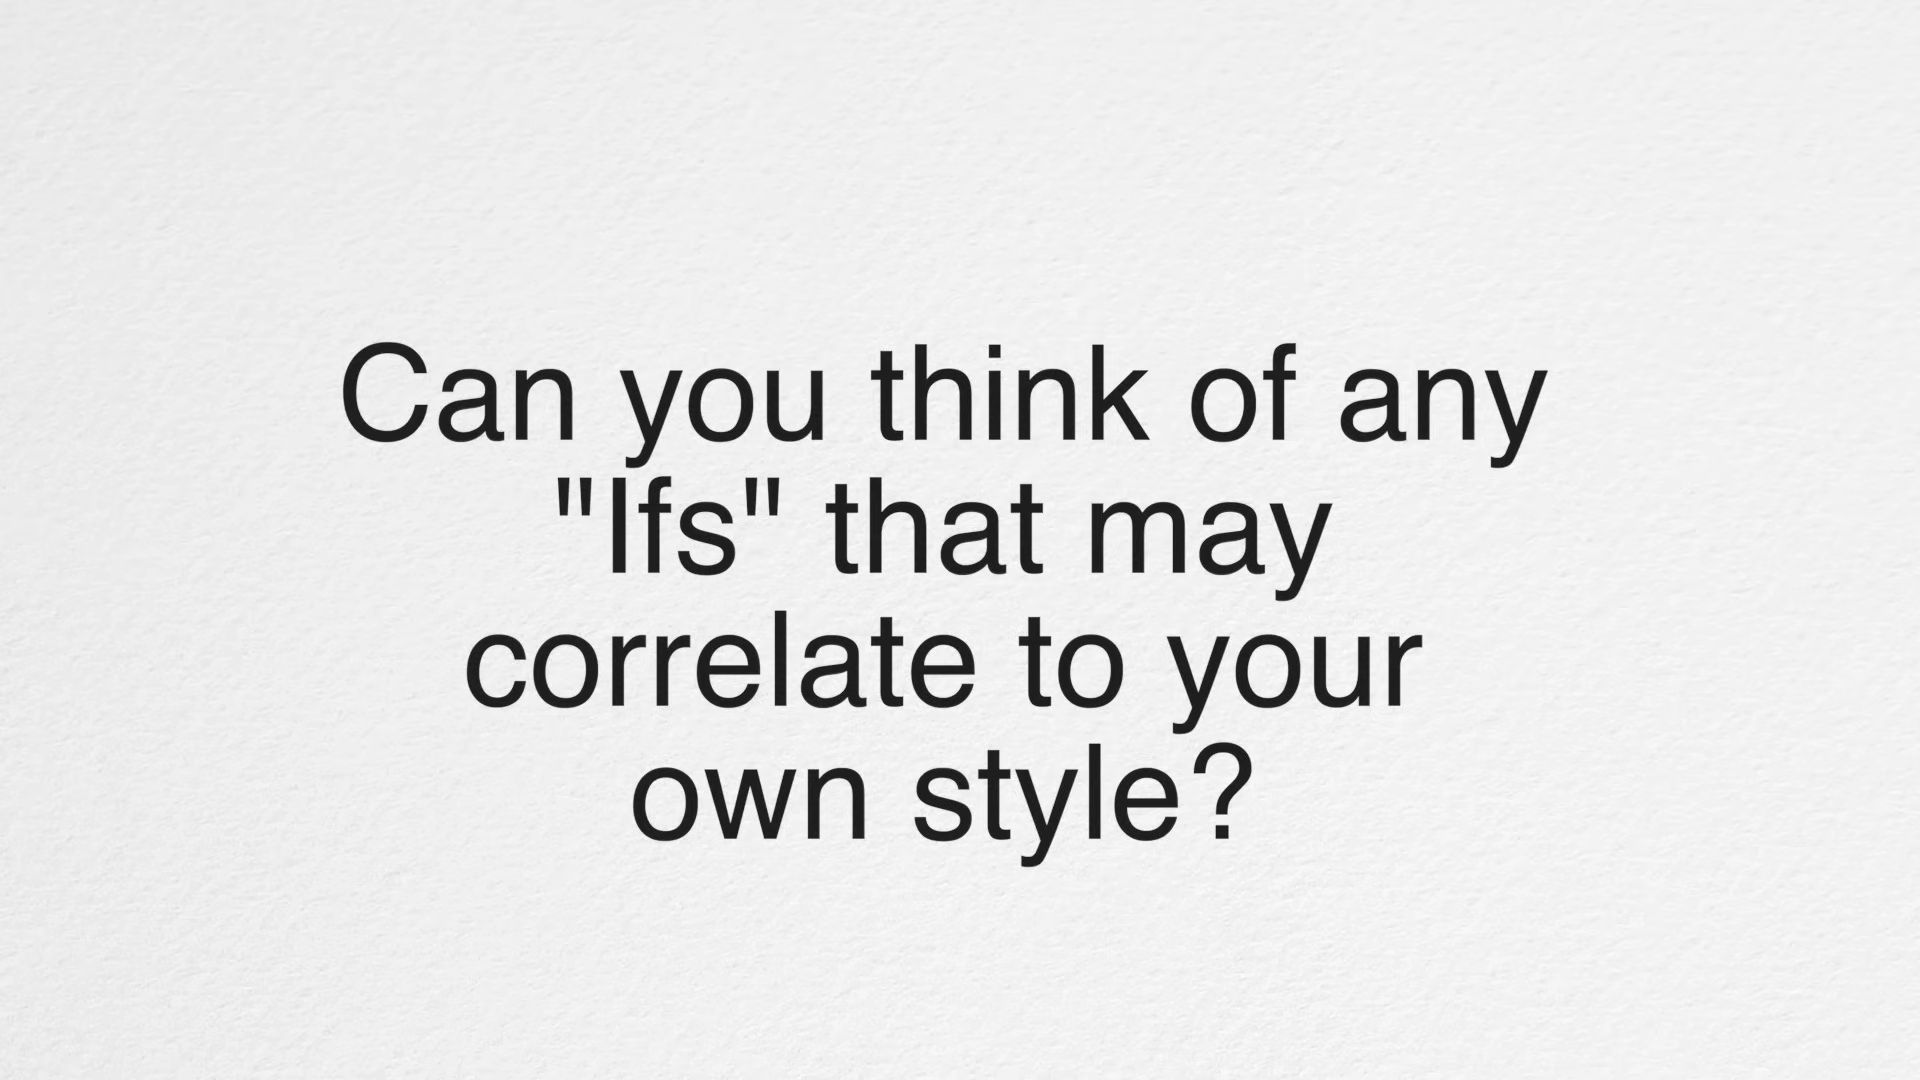 Can you think of any
"Ifs" that may
correlate to your
own style?